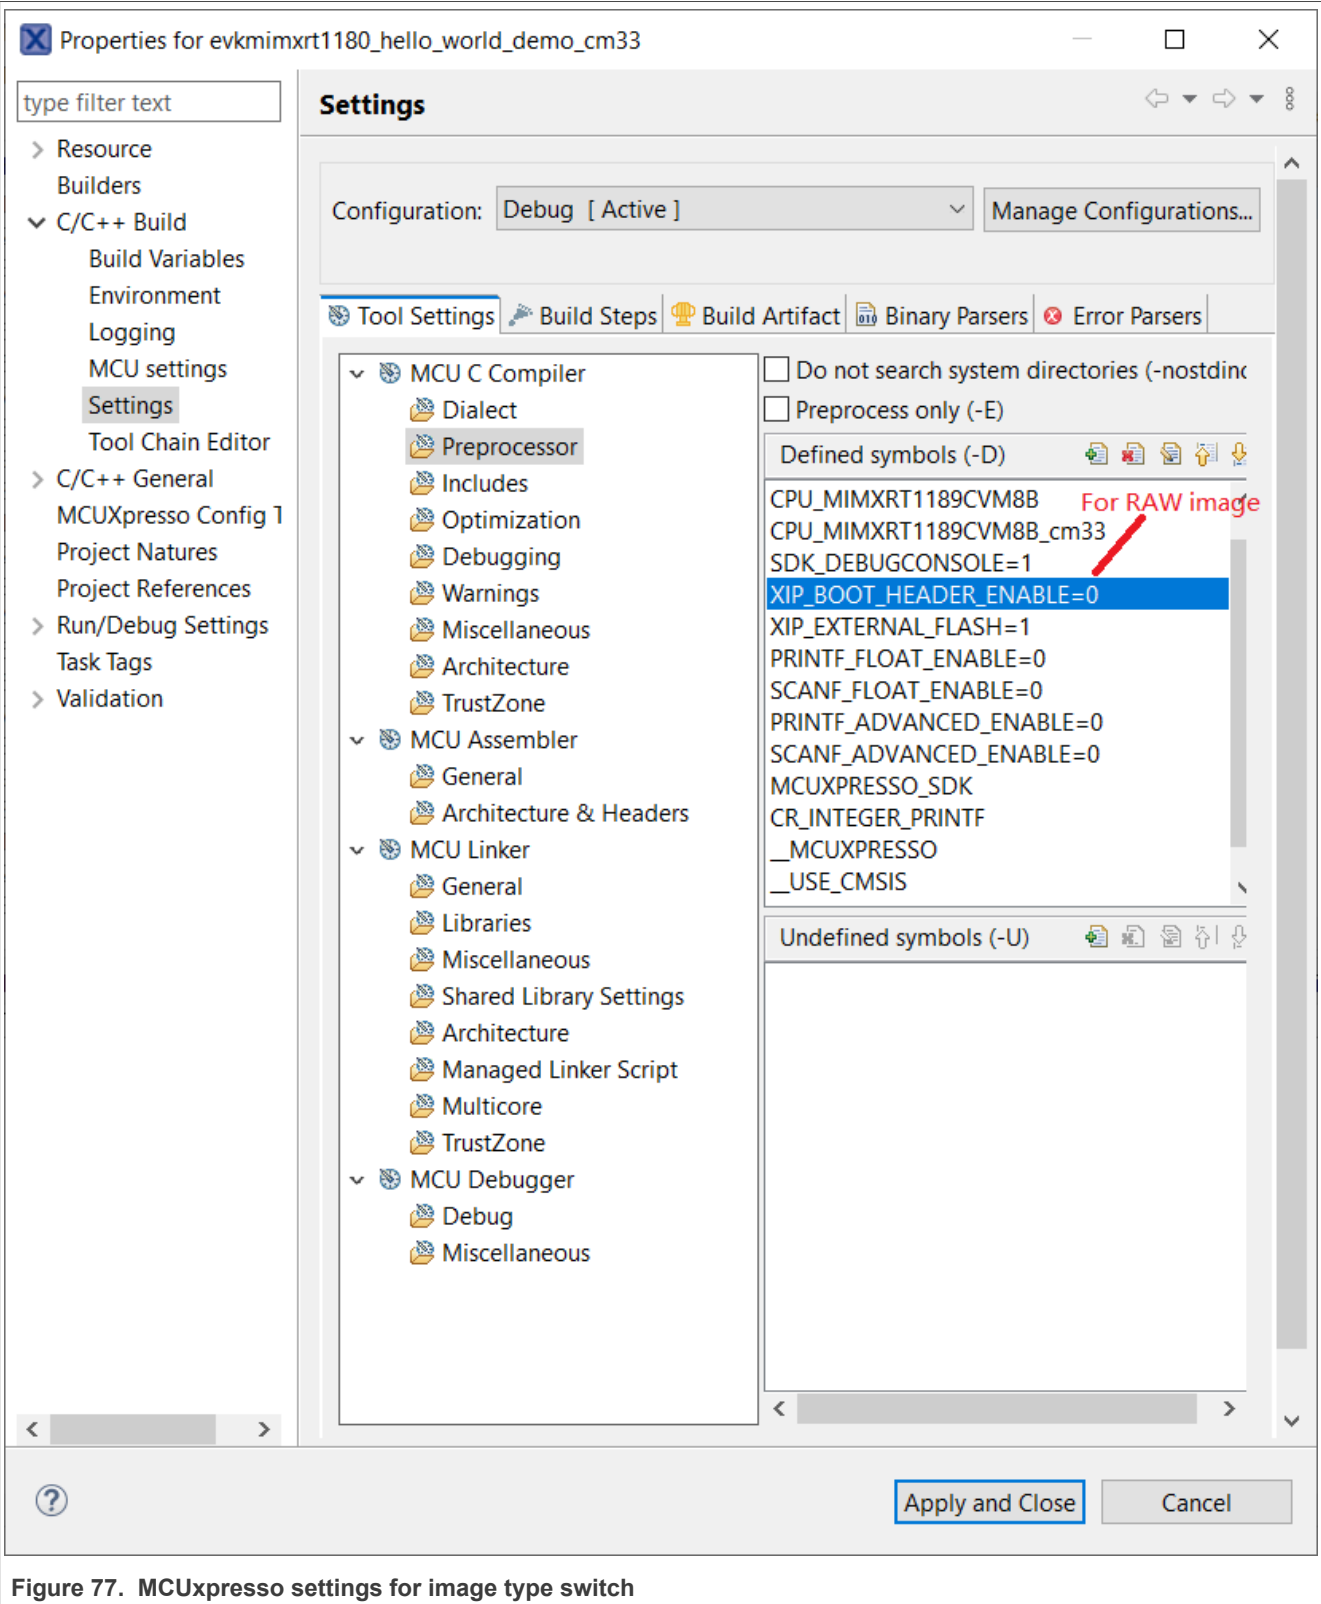 Properties for evkmimxrt1180_hello_world_demo_cm33
type filter text
Resource
Builders
C/C++ Build
Build Variables
Environment
Logging
MCU settings
Settings
Tool Chain Editor
C/C++ General
MCUXpresso Config T
Project Natures
Project References
Run/Debug Settings
Task Tags
Validation
Settings
Configuration: Debug [ Active ] Manage Configurations...
Tool Settings Build Steps Build Artifact Binary Parsers Error Parsers
MCU C Compiler
Dialect
Preprocessor
Includes
Optimization
Debugging
Warnings
Miscellaneous
Architecture
TrustZone
MCU Assembler
General
Architecture & Headers
MCU Linker
General
Libraries
Miscellaneous
Shared Library Settings
Architecture
Managed Linker Script
Multicore
TrustZone
MCU Debugger
Debug
Miscellaneous
Do not search system directories (-nostdinc
Preprocess only (-E)
Defined symbols (-D)
CPU_MIMXRT1189CVM8B
For RAW image
CPU_MIMXRT1189CVM8B_cm33
SDK_DEBUGCONSOLE=1
XIP_BOOT_HEADER_ENABLE=0
XIP_EXTERNAL_FLASH=1
PRINTF_FLOAT_ENABLE=0
SCANF_FLOAT_ENABLE=0
PRINTF_ADVANCED_ENABLE=0
SCANF_ADVANCED_ENABLE=0
MCUXPRESSO_SDK
CR_INTEGER_PRINTF
__MCUXPRESSO
__USE_CMSIS
Undefined symbols (-U)
Apply and Close Cancel
Figure 77. MCUxpresso settings for image type switch